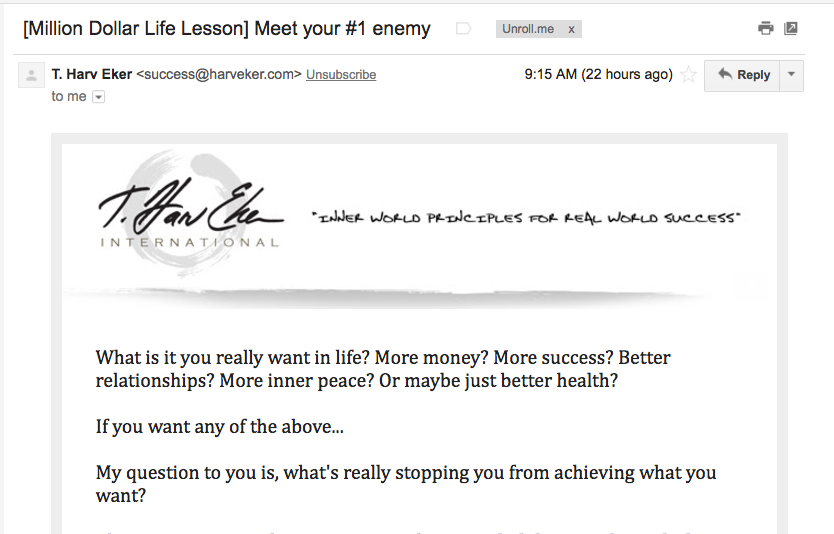 [Million Dollar Life Lesson] Meet your #1 enemy Unroll.me x
T. Harv Eker <success@harveker.com> Unsubscribe 9:15 AM (22 hours ago) Reply
to me
T. Harv Eker
INTERNATIONAL
"INNER WORLD PRINCIPLES FOR REAL WORLD SUCCESS"
What is it you really want in life? More money? More success? Better
relationships? More inner peace? Or maybe just better health?
If you want any of the above...
My question to you is, what's really stopping you from achieving what you
want?